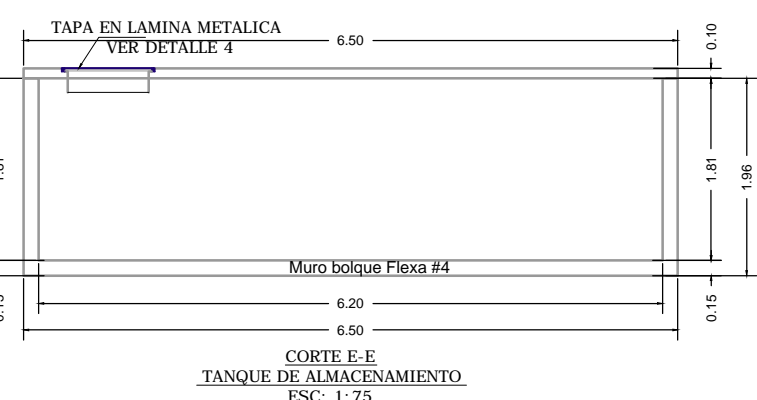 TAPA EN LAMINA METALICA
VER DETALLE 4
6.50
0.10
1.81
1.96
Muro bolque Flexa #4
6.20
0.15
6.50
CORTE E-E
TANQUE DE ALMACENAMIENTO
ESC: 1:75